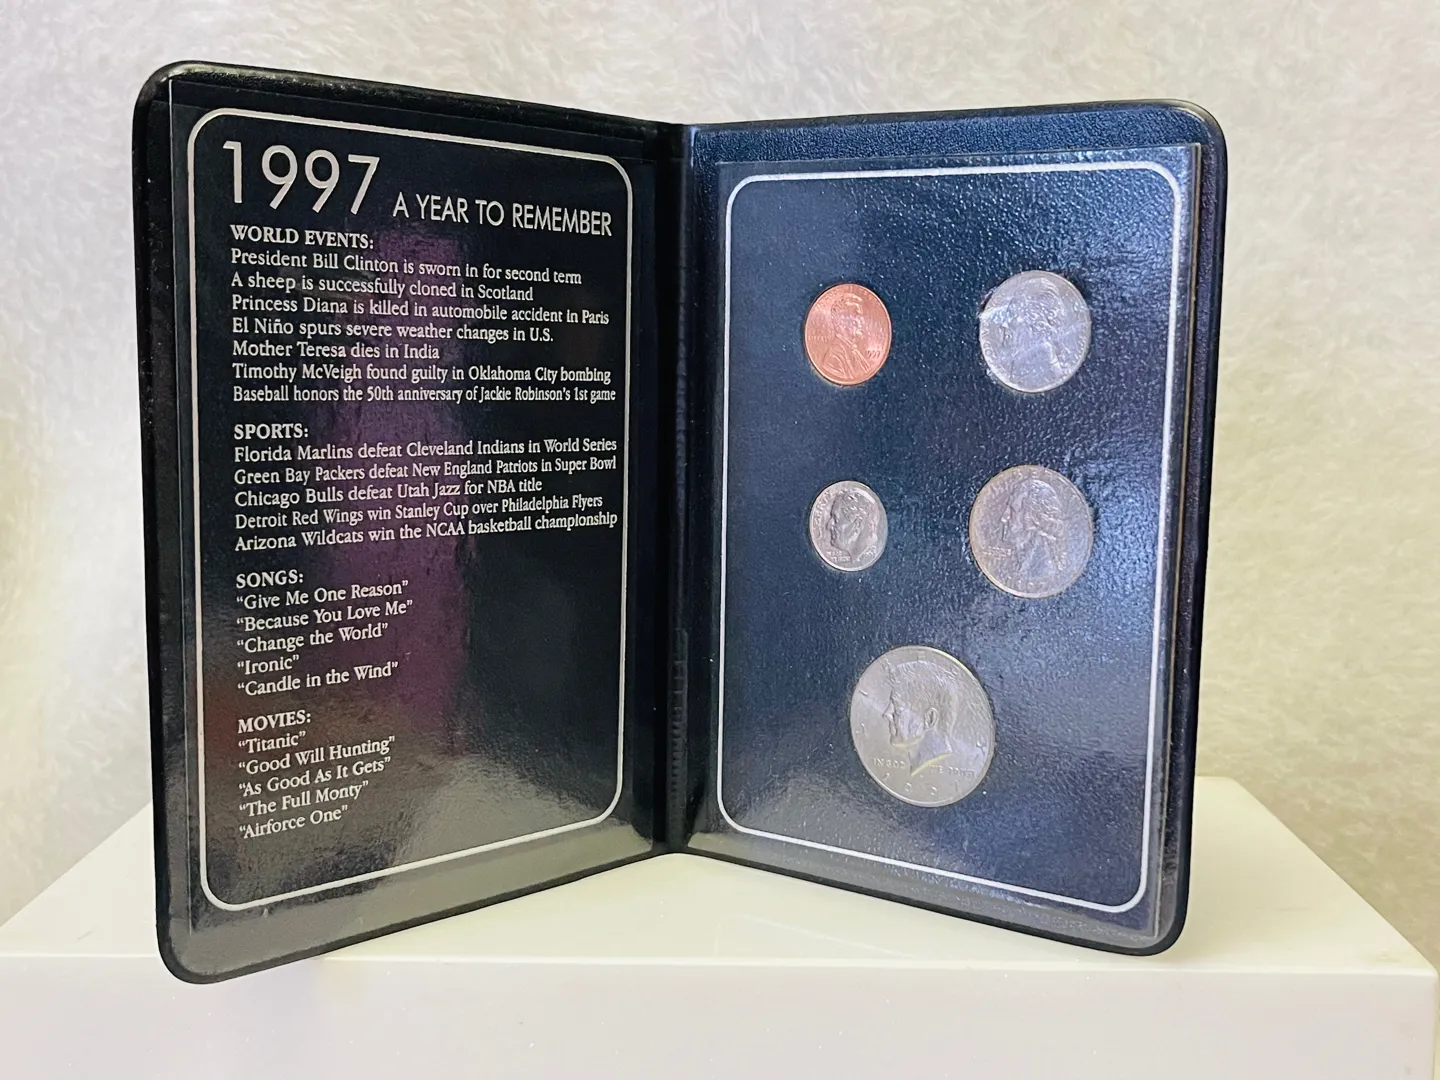 1997 A YEAR TO REMEMBER
WORLD EVENTS:
President Bill Clinton is sworn in for second term
A sheep is successfully cloned in Scotland
Princess Diana is killed in automobile accident in Paris
El Niño spurs severe weather changes in U.S.
Mother Teresa dies in India
Timothy McVeigh found guilty in Oklahoma City bombing
Baseball honors the 50th anniversary of Jackie Robinson's 1st game
SPORTS:
Florida Marlins defeat Cleveland Indians in World Series
Green Bay Packers defeat New England Patriots in Super Bowl
Chicago Bulls defeat Utah Jazz for NBA title
Detroit Red Wings win Stanley Cup over Philadelphia Flyers
Arizona Wildcats win the NCAA basketball championship
SONGS:
"Give Me One Reason"
"Because You Love Me"
"Change the World"
"Ironic"
"Candle in the Wind"
MOVIES:
"Titanic"
"Good Will Hunting"
"As Good As It Gets"
"The Full Monty"
"Airforce One"
1997
IN GOD WE TRUST